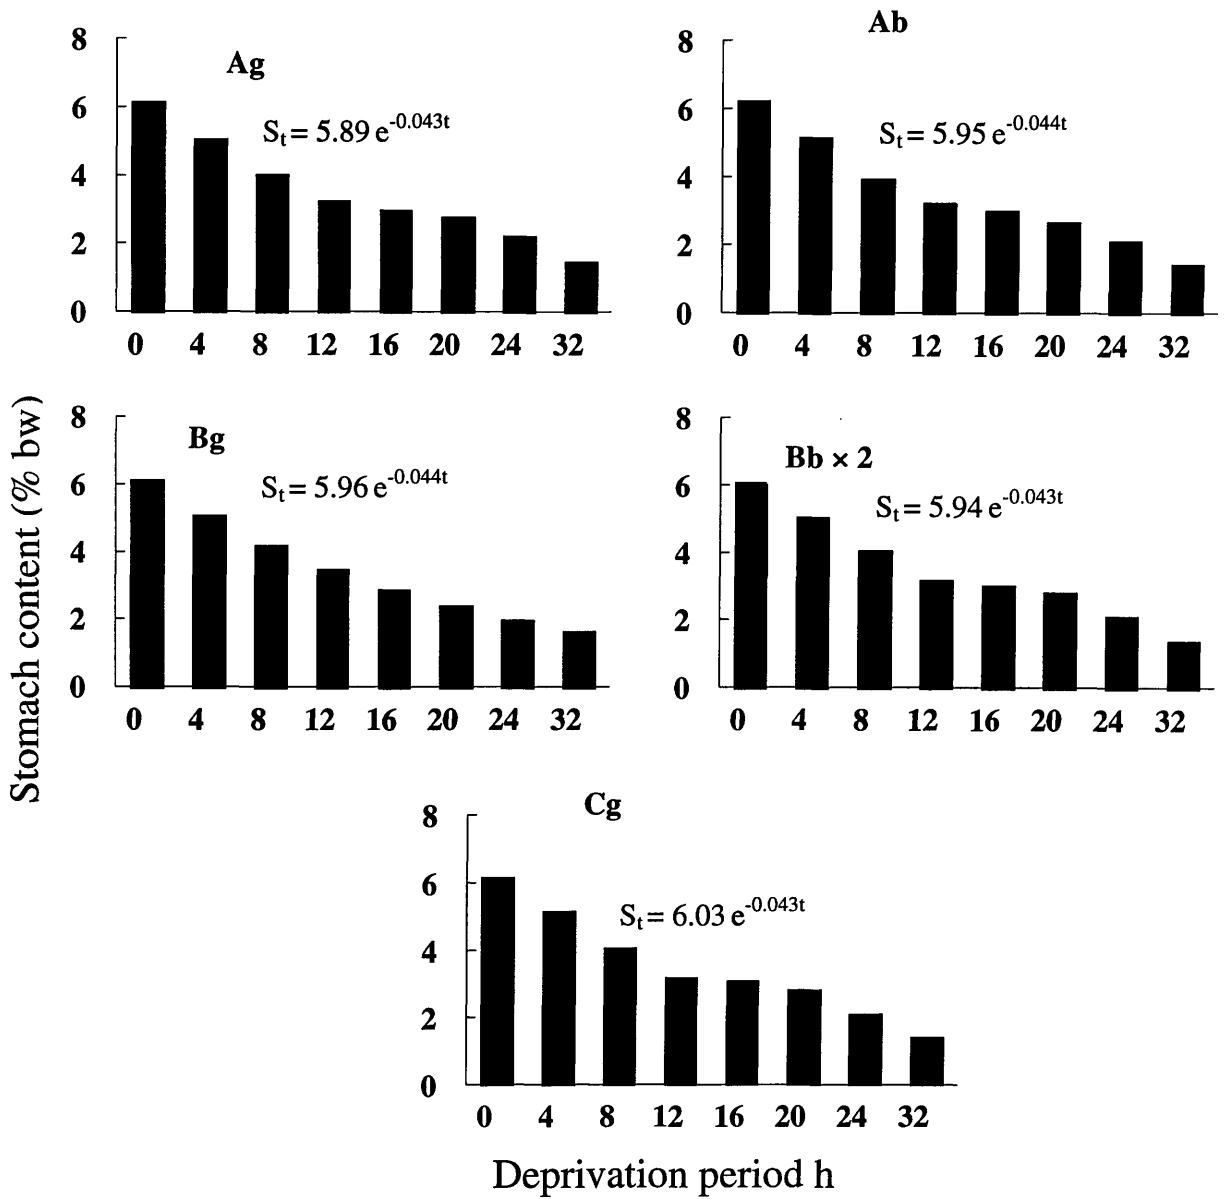 Stomach content (% bw)
Ag
S_t = 5.89 e^-0.043t
8
6
4
2
0
0 4 8 12 16 20 24 32
Ab
S_t = 5.95 e^-0.044t
8
6
4
2
0
0 4 8 12 16 20 24 32
Bg
S_t = 5.96 e^-0.044t
8
6
4
2
0
0 4 8 12 16 20 24 32
Bb × 2
S_t = 5.94 e^-0.043t
8
6
4
2
0
0 4 8 12 16 20 24 32
Cg
S_t = 6.03 e^-0.043t
8
6
4
2
0
0 4 8 12 16 20 24 32
Deprivation period h